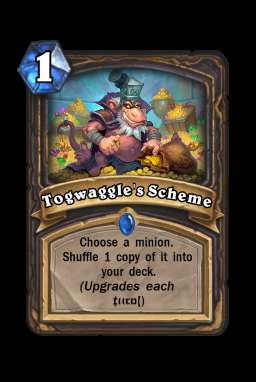 1
Togwaggle's Scheme
Choose a minion.
Shuffle 1 copy of it into
your deck.
(Upgrades each